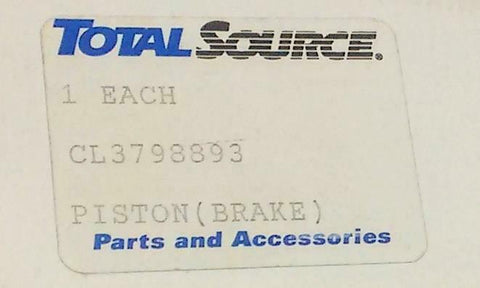 TOTAL SOURCE®
1 EACH
CL3798893
PISTON(BRAKE)
Parts and Accessories